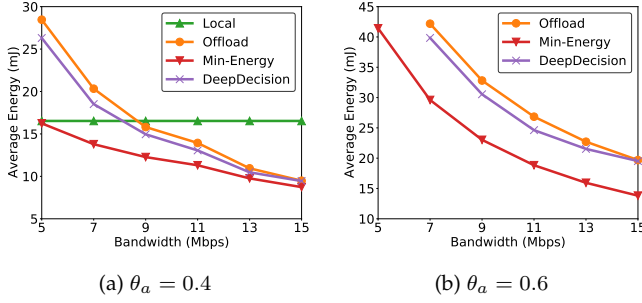 Average Energy (mJ)
30
25
20
15
10
5
5
7
9
11
13
15
Bandwidth (Mbps)
Local
Offload
Min-Energy
DeepDecision
(a) θₐ = 0.4
Average Energy (mJ)
45
40
35
30
25
20
15
10
5
7
9
11
13
15
Bandwidth (Mbps)
Offload
Min-Energy
DeepDecision
(b) θₐ = 0.6